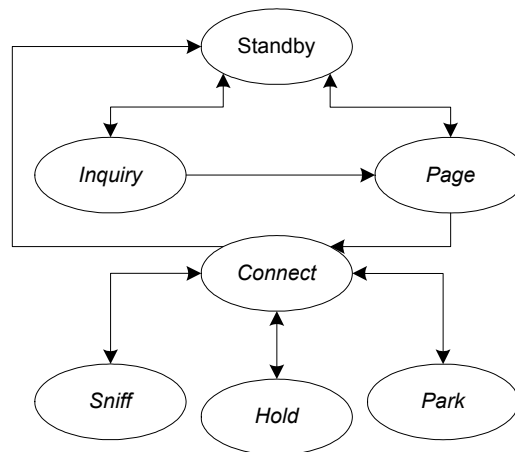 Standby
Inquiry
Page
Connect
Sniff
Hold
Park